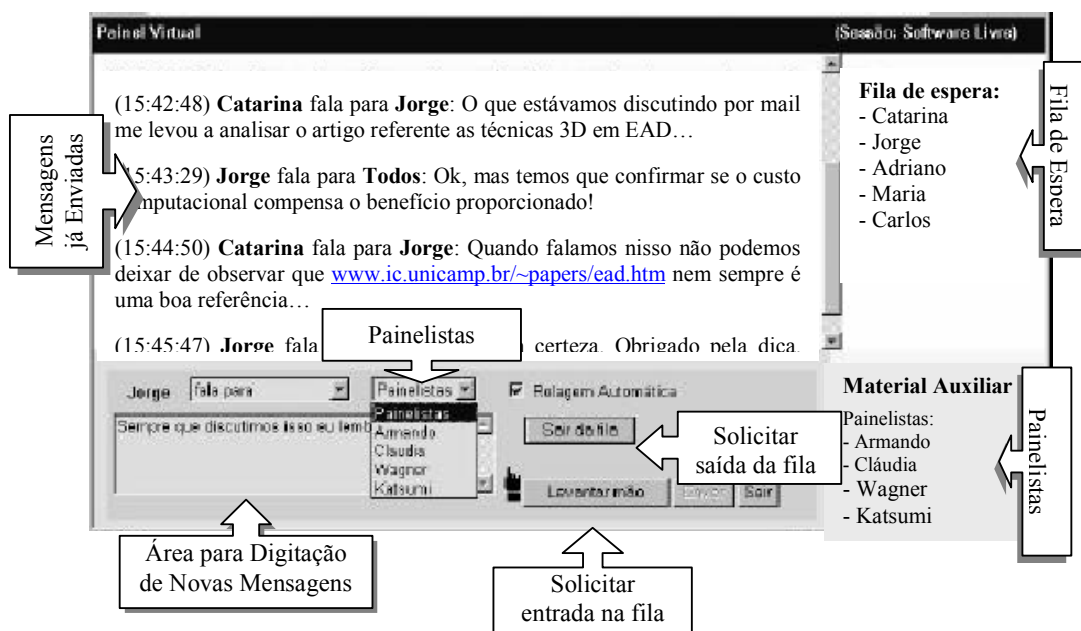 Painel Virtual
(Sessão: Software Livre)
(15:42:48) Catarina fala para Jorge: O que estávamos discutindo por mail
me levou a analisar o artigo referente as técnicas 3D em EAD…
15:43:29) Jorge fala para Todos: Ok, mas temos que confirmar se o custo
mputacional compensa o benefício proporcionado!
(15:44:50) Catarina fala para Jorge: Quando falamos nisso não podemos
deixar de observar que www.ic.unicamp.br/~papers/ead.htm nem sempre é
uma boa referência…
(15:45:47) Jorge fala certeza. Obrigado pela dica.
Mensagens
já Enviadas
Fila de espera:
- Catarina
- Jorge
- Adriano
- Maria
- Carlos
Fila de Espera
Painelistas
Jorge fala para Painelistas Rolagem Automática
Sempre que discutimos isso eu lemb
Painelistas
Armando
Claudia
Wagner
Katsumi
Sair da fila
Levantar mão Enviar Sair
Solicitar
saída da fila
Material Auxiliar
Painelistas:
- Armando
- Cláudia
- Wagner
- Katsumi
Painelistas
Área para Digitação
de Novas Mensagens
Solicitar
entrada na fila